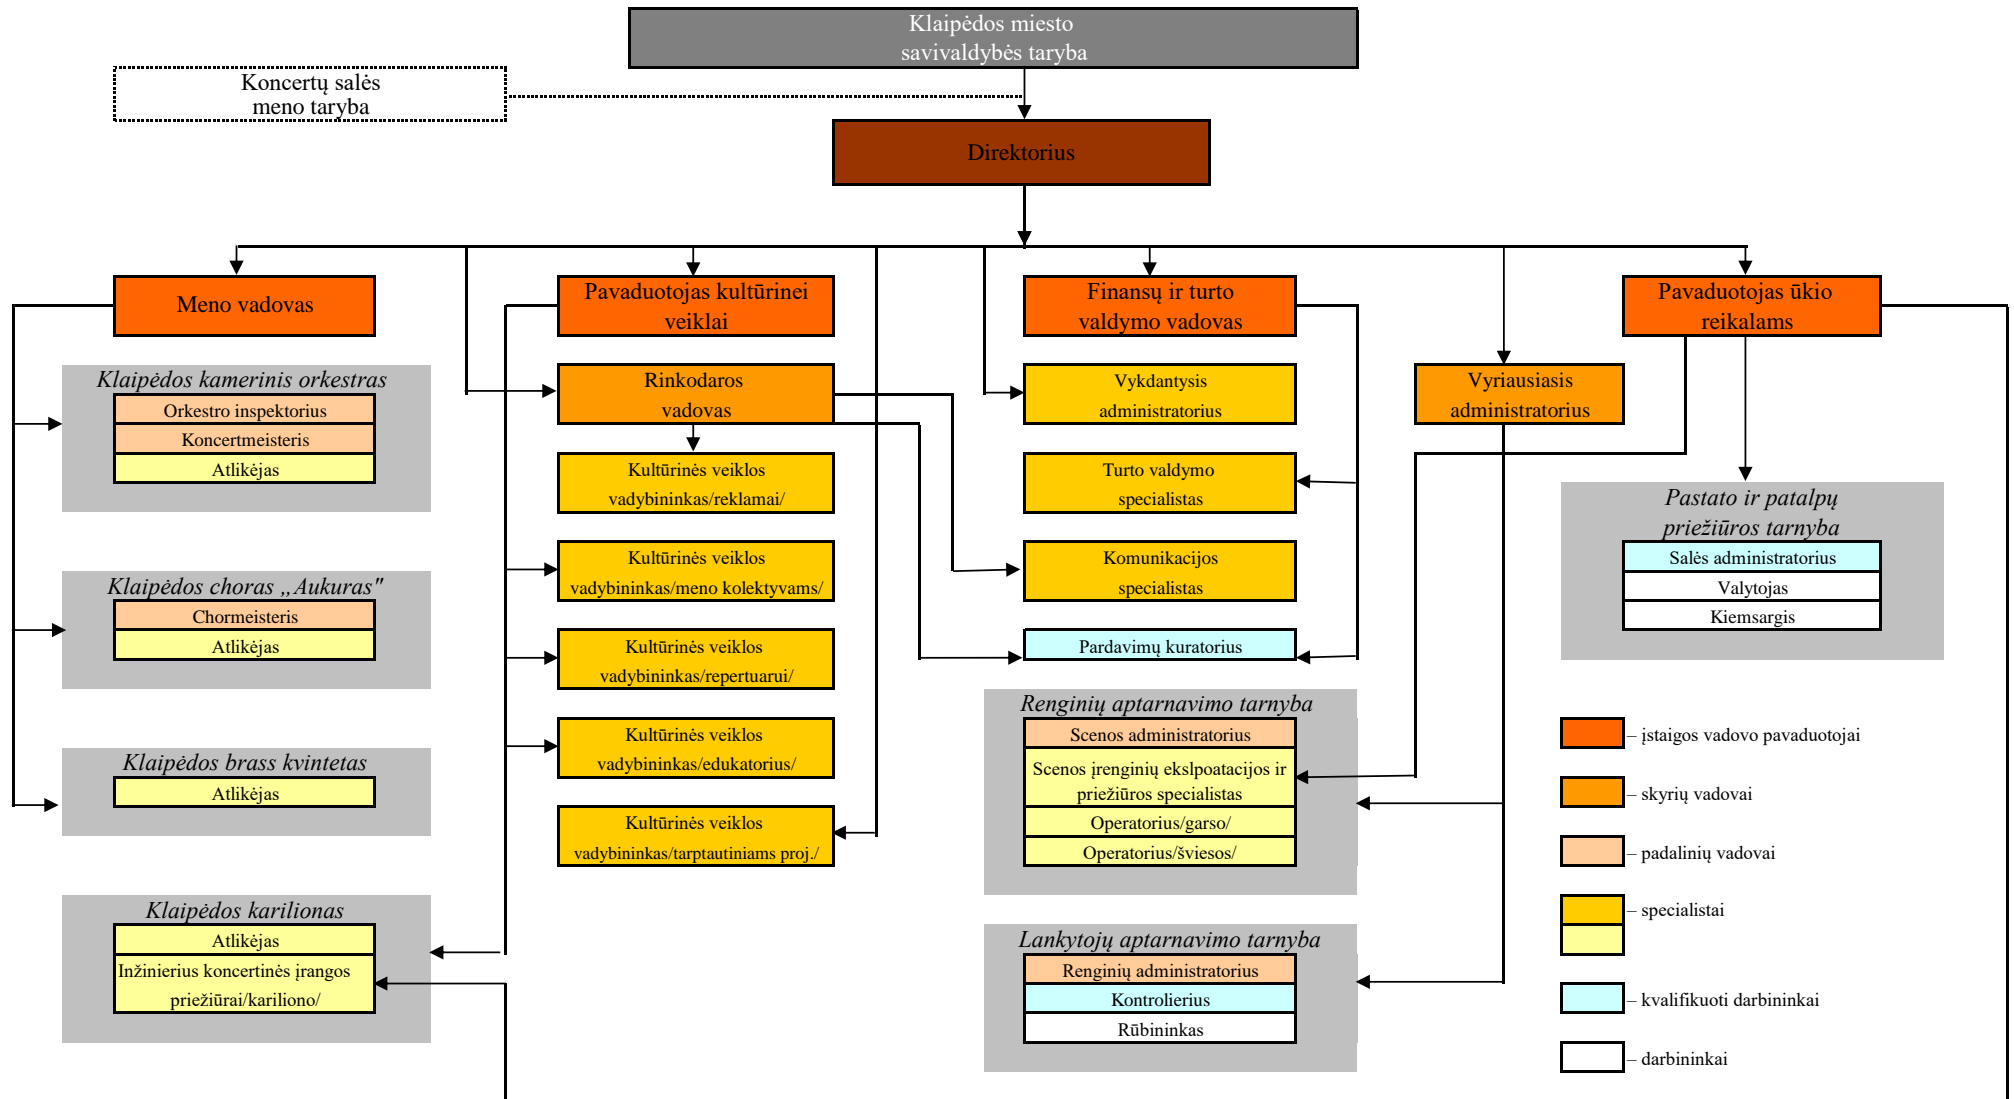 Klaipėdos miesto
savivaldybės taryba
Koncertų salės
meno taryba
Direktorius
Meno vadovas
Pavaduotojas kultūrinei
veiklai
Finansų ir turto
valdymo vadovas
Pavaduotojas ūkio
reikalams
Klaipėdos kamerinis orkestras
Orkestro inspektorius
Koncertmeisteris
Atlikėjas
Rinkodaros
vadovas
Vykdantysis
administratorius
Vyriausiasis
administratorius
Kultūrinės veiklos
vadybininkas/reklamai/
Turto valdymo
specialistas
Pastato ir patalpų
priežiūros tarnyba
Salės administratorius
Valytojas
Kiemsargis
Klaipėdos choras „Aukuras"
Chormeisteris
Atlikėjas
Kultūrinės veiklos
vadybininkas/meno kolektyvams/
Komunikacijos
specialistas
Kultūrinės veiklos
vadybininkas/repertuarui/
Pardavimų kuratorius
Klaipėdos brass kvintetas
Atlikėjas
Kultūrinės veiklos
vadybininkas/edukatorius/
Renginių aptarnavimo tarnyba
Scenos administratorius
Scenos įrenginių ekslpoatacijos ir
priežiūros specialistas
Operatorius/garso/
Operatorius/šviesos/
Kultūrinės veiklos
vadybininkas/tarptautiniams proj./
Klaipėdos karilionas
Atlikėjas
Inžinierius koncertinės įrangos
priežiūrai/kariliono/
Lankytojų aptarnavimo tarnyba
Renginių administratorius
Kontrolierius
Rūbininkas
– įstaigos vadovo pavaduotojai
– skyrių vadovai
– padalinių vadovai
– specialistai
– kvalifikuoti darbininkai
– darbininkai